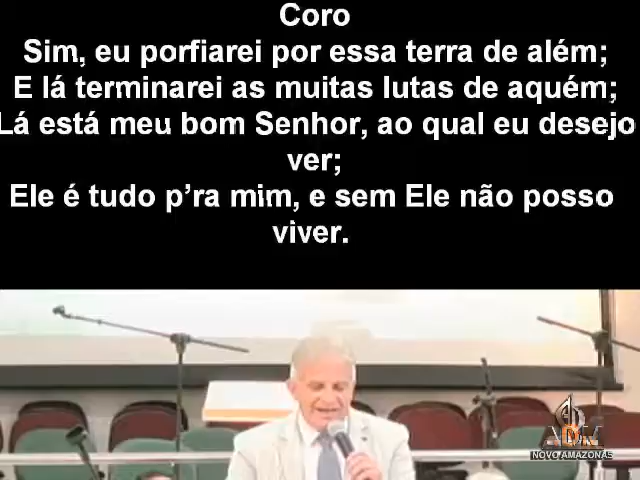 Coro
Sim, eu porfiarei por essa terra de além;
E lá terminarei as muitas lutas de aquém;
Lá está meu bom Senhor, ao qual eu desejo
ver;
Ele é tudo p’ra mim, e sem Ele não posso
viver.
NOVO AMAZONAS